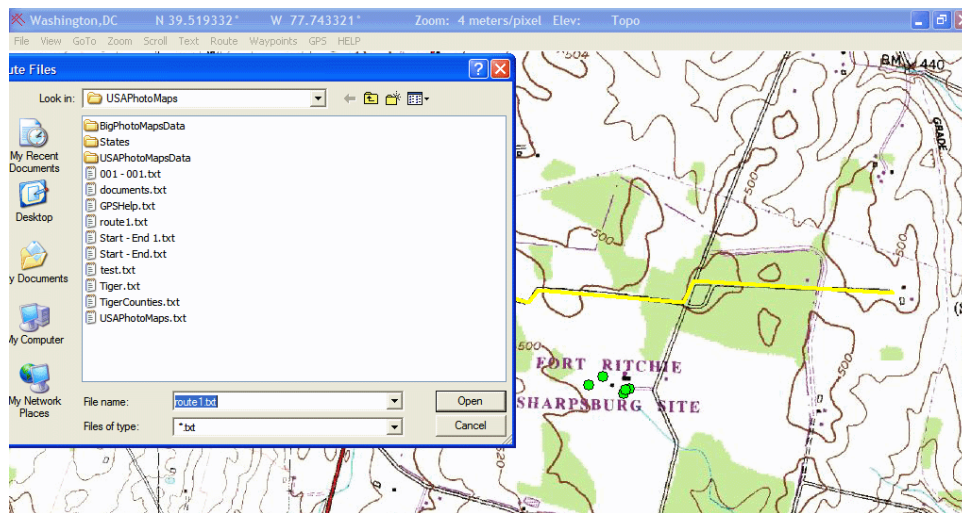 Washington,DC N 39.519332° W 77.743321° Zoom: 4 meters/pixel Elev: Topo
File View GoTo Zoom Scroll Text Route Waypoints GPS HELP
ute Files
Look in: USAPhotoMaps
My Recent Documents
Desktop
y Documents
My Computer
My Network Places
BigPhotoMapsData
States
USAPhotoMapsData
001 - 001.txt
documents.txt
GPSHelp.txt
route1.txt
Start - End 1.txt
Start - End.txt
test.txt
Tiger.txt
TigerCounties.txt
USAPhotoMaps.txt
File name: route1.txt Open
Files of type: *.txt Cancel
504
BM 440
GRADE
500
500
500
500
500
FORT RITCHIE
SHARPSBURG SITE